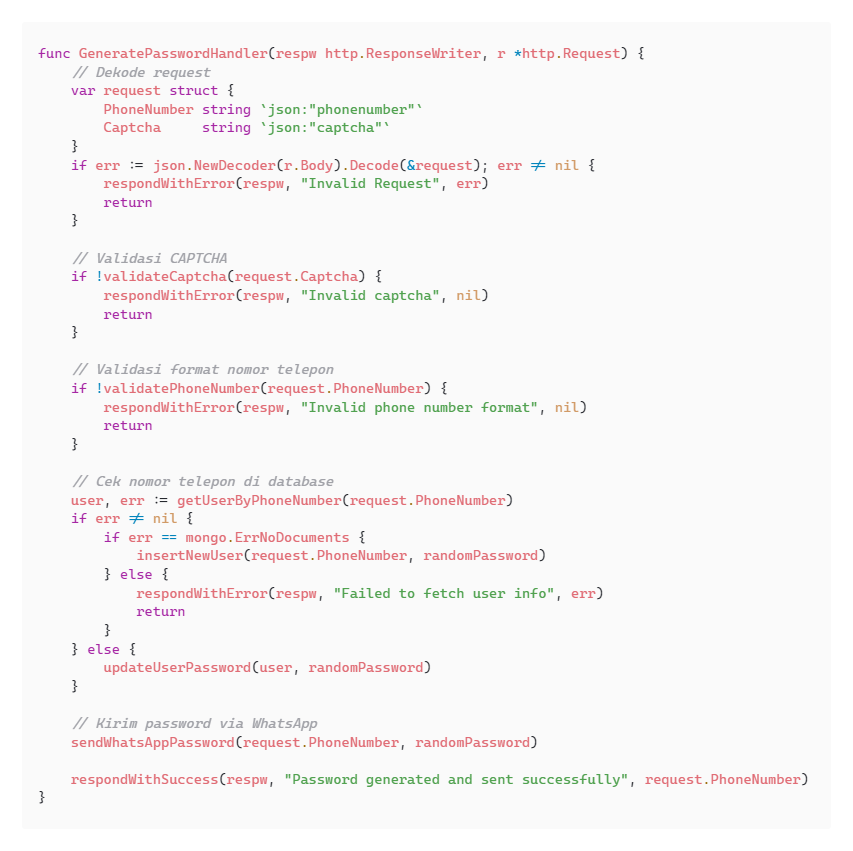 func GeneratePasswordHandler(respw http.ResponseWriter, r *http.Request) {
    // Dekode request
    var request struct {
        PhoneNumber string `json:"phonenumber"`
        Captcha     string `json:"captcha"`
    }
    if err := json.NewDecoder(r.Body).Decode(&request); err != nil {
        respondWithError(respw, "Invalid Request", err)
        return
    }

    // Validasi CAPTCHA
    if !validateCaptcha(request.Captcha) {
        respondWithError(respw, "Invalid captcha", nil)
        return
    }

    // Validasi format nomor telepon
    if !validatePhoneNumber(request.PhoneNumber) {
        respondWithError(respw, "Invalid phone number format", nil)
        return
    }

    // Cek nomor telepon di database
    user, err := getUserByPhoneNumber(request.PhoneNumber)
    if err != nil {
        if err == mongo.ErrNoDocuments {
            insertNewUser(request.PhoneNumber, randomPassword)
        } else {
            respondWithError(respw, "Failed to fetch user info", err)
            return
        }
    } else {
        updateUserPassword(user, randomPassword)
    }

    // Kirim password via WhatsApp
    sendWhatsAppPassword(request.PhoneNumber, randomPassword)

    respondWithSuccess(respw, "Password generated and sent successfully", request.PhoneNumber)
}